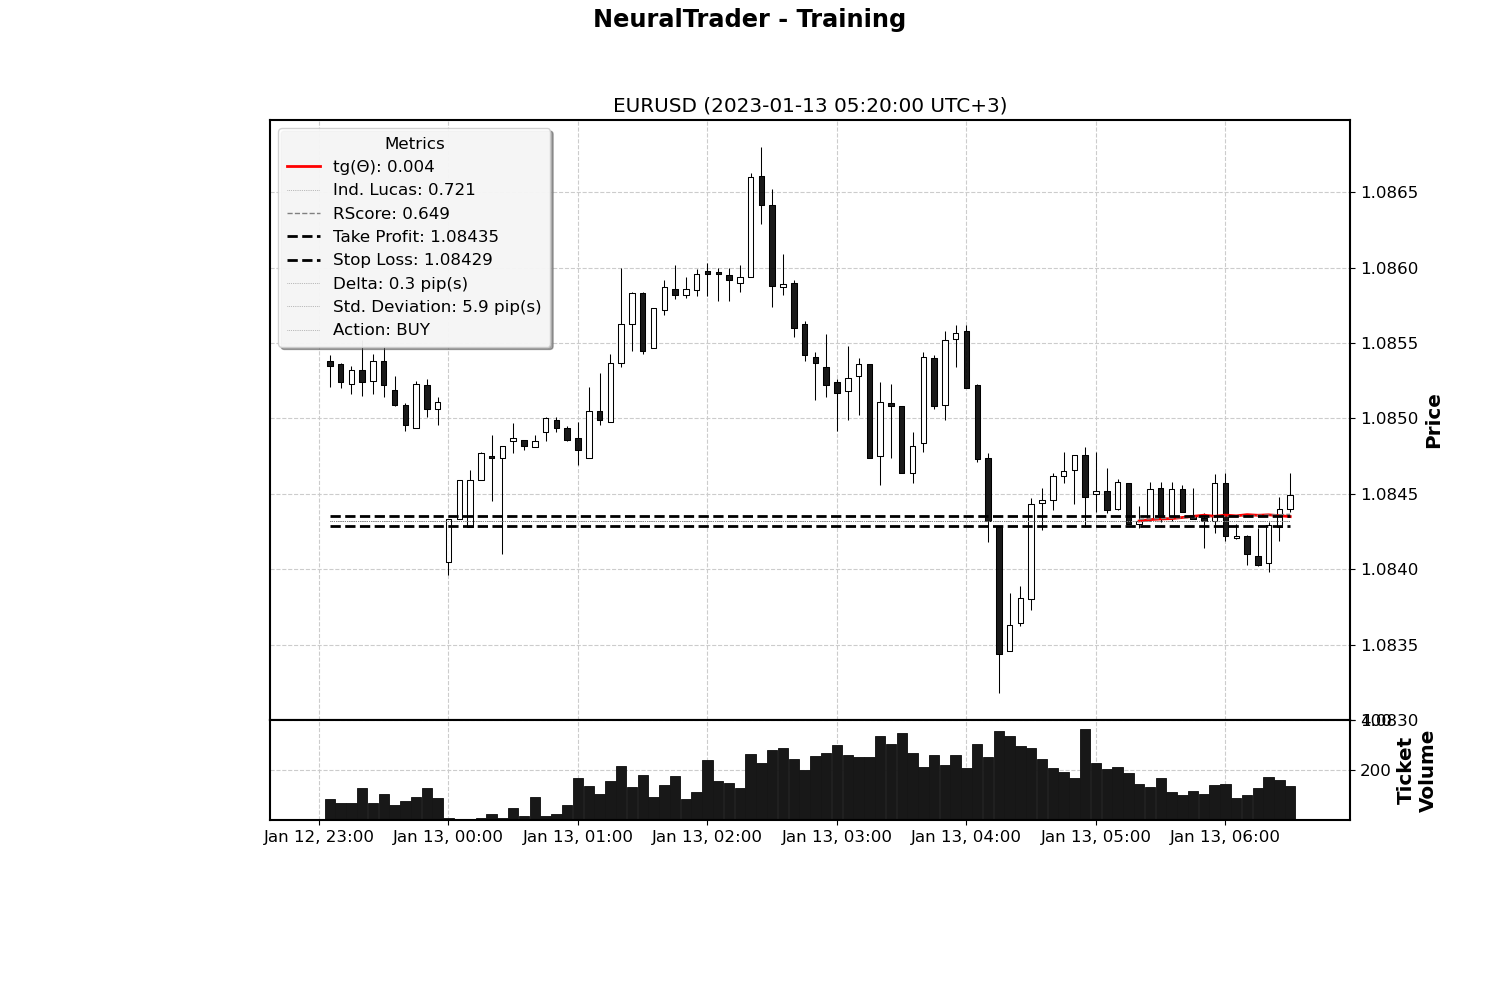 NeuralTrader - Training
EURUSD (2023-01-13 05:20:00 UTC+3)
Metrics
tg(Θ): 0.004
Ind. Lucas: 0.721
RScore: 0.649
Take Profit: 1.08435
Stop Loss: 1.08429
Delta: 0.3 pip(s)
Std. Deviation: 5.9 pip(s)
Action: BUY
1.0865
1.0860
1.0855
1.0850
1.0845
1.0840
1.0835
1.0830
Price
400
200
Ticket
Volume
Jan 12, 23:00 Jan 13, 00:00 Jan 13, 01:00 Jan 13, 02:00 Jan 13, 03:00 Jan 13, 04:00 Jan 13, 05:00 Jan 13, 06:00